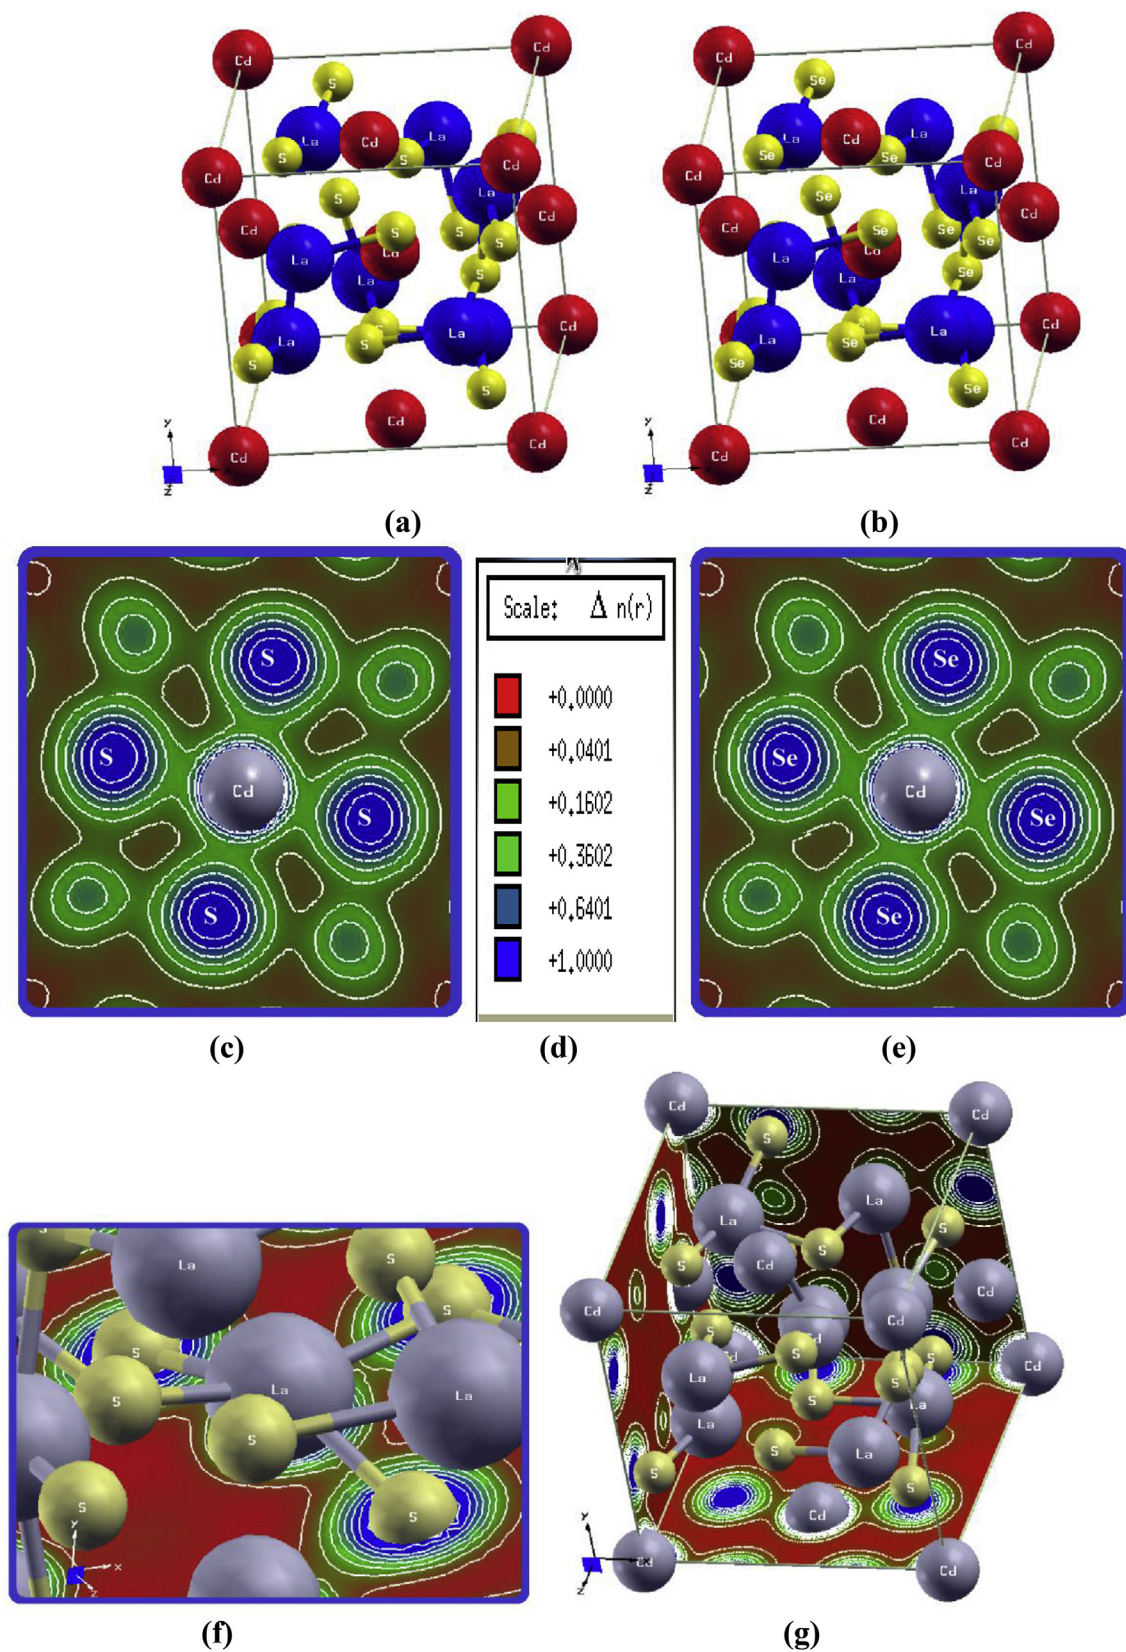 Cd Cd
S
La Cd La
S S
Cd Cd
La
S
Cd S Cd
Cd S S
La
La S
S Cd
La La
S
S
S
Cd
Cd Cd
Y
X
Z
(a)
Cd Cd
Se
La Cd La
Se Se
Cd Cd
La
Se
Cd Se Cd
Cd Se Se
La
La Se
Cd
La La
Se
Se
Se
Cd
Cd Cd
Y
X
Z
(b)
S
S
Cd
S
S
(c)
Scale: Δ n(r)
+0.0000
+0.0401
+0.1602
+0.3602
+0.6401
+1.0000
(d)
Se
Se
Cd
Se
Se
(e)
S S
La
S S
La La
S
S
S S
Y
X
Z
(f)
Cd Cd
S
La La
S
S S
Cd
Cd Cd
S Cd
S S
Cd
La S
S La
La
S La
S S
Cd
Cd Cd
Y
X
Z
(g)